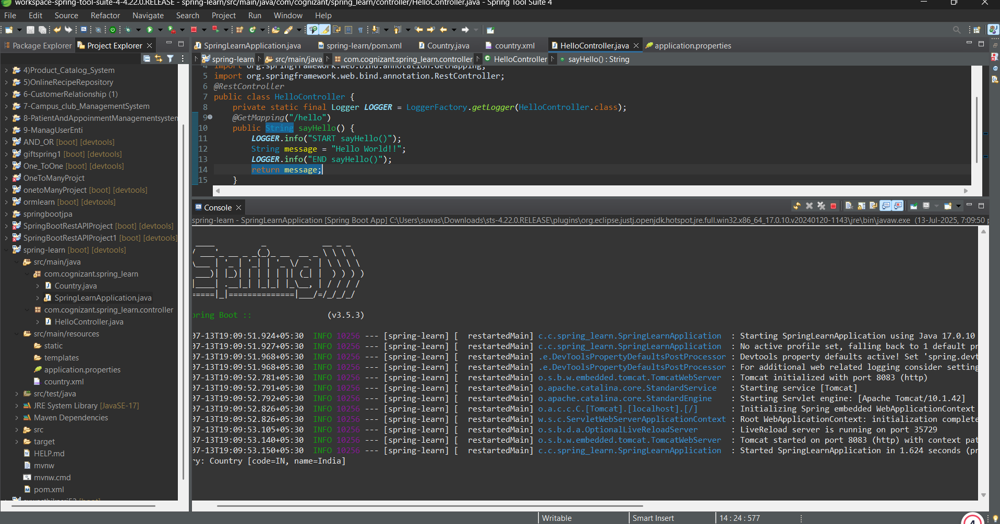 workspace-spring-tool-suite-4-4.22.0.RELEASE - spring-learn/src/main/java/com/cognizant/spring_learn/controller/HelloController.java - Spring Tool Suite 4
File Edit Source Refactor Navigate Search Project Run Window Help
Package Explorer Project Explorer
SpringLearnApplication.java spring-learn/pom.xml Country.java country.xml HelloController.java application.properties
spring-learn src/main/java com.cognizant.spring_learn.controller HelloController sayHello() : String
4)Product_Catalog_System
5)OnlineRecipeRepository
6-CustomerRelationship (1)
7-Campus_club_ManagementSystem
8-PatientAndAppoinmentManagementsysten
9-ManagUserEnti
AND_OR [boot] [devtools]
giftspring1 [boot] [devtools]
One_ToOne [boot] [devtools]
OneToManyProjct
onetoManyProject [boot] [devtools]
ormlearn [boot] [devtools]
springbootjpa
SpringBootRestAPIProject [boot] [devtools]
SpringBootRestAPIProject1 [boot] [devtools]
spring-learn [boot] [devtools]
src/main/java
com.cognizant.spring_learn
Country.java
SpringLearnApplication.java
com.cognizant.spring_learn.controller
HelloController.java
src/main/resources
static
templates
application.properties
country.xml
src/test/java
JRE System Library [JavaSE-17]
Maven Dependencies
src
target
HELP.md
mvnw
mvnw.cmd
pom.xml
4 import org.springframework.web.bind.annotation.GetMapping;
5 import org.springframework.web.bind.annotation.RestController;
6 @RestController
7 public class HelloController {
8 private static final Logger LOGGER = LoggerFactory.getLogger(HelloController.class);
9 @GetMapping("/hello")
10 public String sayHello() {
11 LOGGER.info("START sayHello()");
12 String message = "Hello World!!";
13 LOGGER.info("END sayHello()");
14 return message;
15 }
Console
spring-learn - SpringLearnApplication [Spring Boot App] C:\Users\suwas\Downloads\sts-4.22.0.RELEASE\plugins\org.eclipse.justj.openjdk.hotspot.jre.full.win32.x86_64_17.0.10.v20240120-1143\jre\bin\javaw.exe (13-Jul-2025, 7:09:50 p
Spring
pring Boot :: (v3.5.3)
07-13T19:09:51.924+05:30 INFO 10256 --- [spring-learn] [ restartedMain] c.c.spring_learn.SpringLearnApplication : Starting SpringLearnApplication using Java 17.0.10
07-13T19:09:51.927+05:30 INFO 10256 --- [spring-learn] [ restartedMain] c.c.spring_learn.SpringLearnApplication : No active profile set, falling back to 1 default pr
07-13T19:09:51.968+05:30 INFO 10256 --- [spring-learn] [ restartedMain] .e.DevToolsPropertyDefaultsPostProcessor : Devtools property defaults active! Set 'spring.devt
07-13T19:09:51.968+05:30 INFO 10256 --- [spring-learn] [ restartedMain] .e.DevToolsPropertyDefaultsPostProcessor : For additional web related logging consider setting
07-13T19:09:52.781+05:30 INFO 10256 --- [spring-learn] [ restartedMain] o.s.b.w.embedded.tomcat.TomcatWebServer : Tomcat initialized with port 8083 (http)
07-13T19:09:52.791+05:30 INFO 10256 --- [spring-learn] [ restartedMain] o.apache.catalina.core.StandardService : Starting service [Tomcat]
07-13T19:09:52.792+05:30 INFO 10256 --- [spring-learn] [ restartedMain] o.apache.catalina.core.StandardEngine : Starting Servlet engine: [Apache Tomcat/10.1.42]
07-13T19:09:52.826+05:30 INFO 10256 --- [spring-learn] [ restartedMain] o.a.c.c.C.[Tomcat].[localhost].[/] : Initializing Spring embedded WebApplicationContext
07-13T19:09:52.826+05:30 INFO 10256 --- [spring-learn] [ restartedMain] w.s.c.ServletWebServerApplicationContext : Root WebApplicationContext: initialization complete
07-13T19:09:53.105+05:30 INFO 10256 --- [spring-learn] [ restartedMain] o.s.b.d.a.OptionalLiveReloadServer : LiveReload server is running on port 35729
07-13T19:09:53.140+05:30 INFO 10256 --- [spring-learn] [ restartedMain] o.s.b.w.embedded.tomcat.TomcatWebServer : Tomcat started on port 8083 (http) with context pat
07-13T19:09:53.150+05:30 INFO 10256 --- [spring-learn] [ restartedMain] c.c.spring_learn.SpringLearnApplication : Started SpringLearnApplication in 1.624 seconds (pr
ry: Country [code=IN, name=India]
Writable Smart Insert 14 : 24 : 577